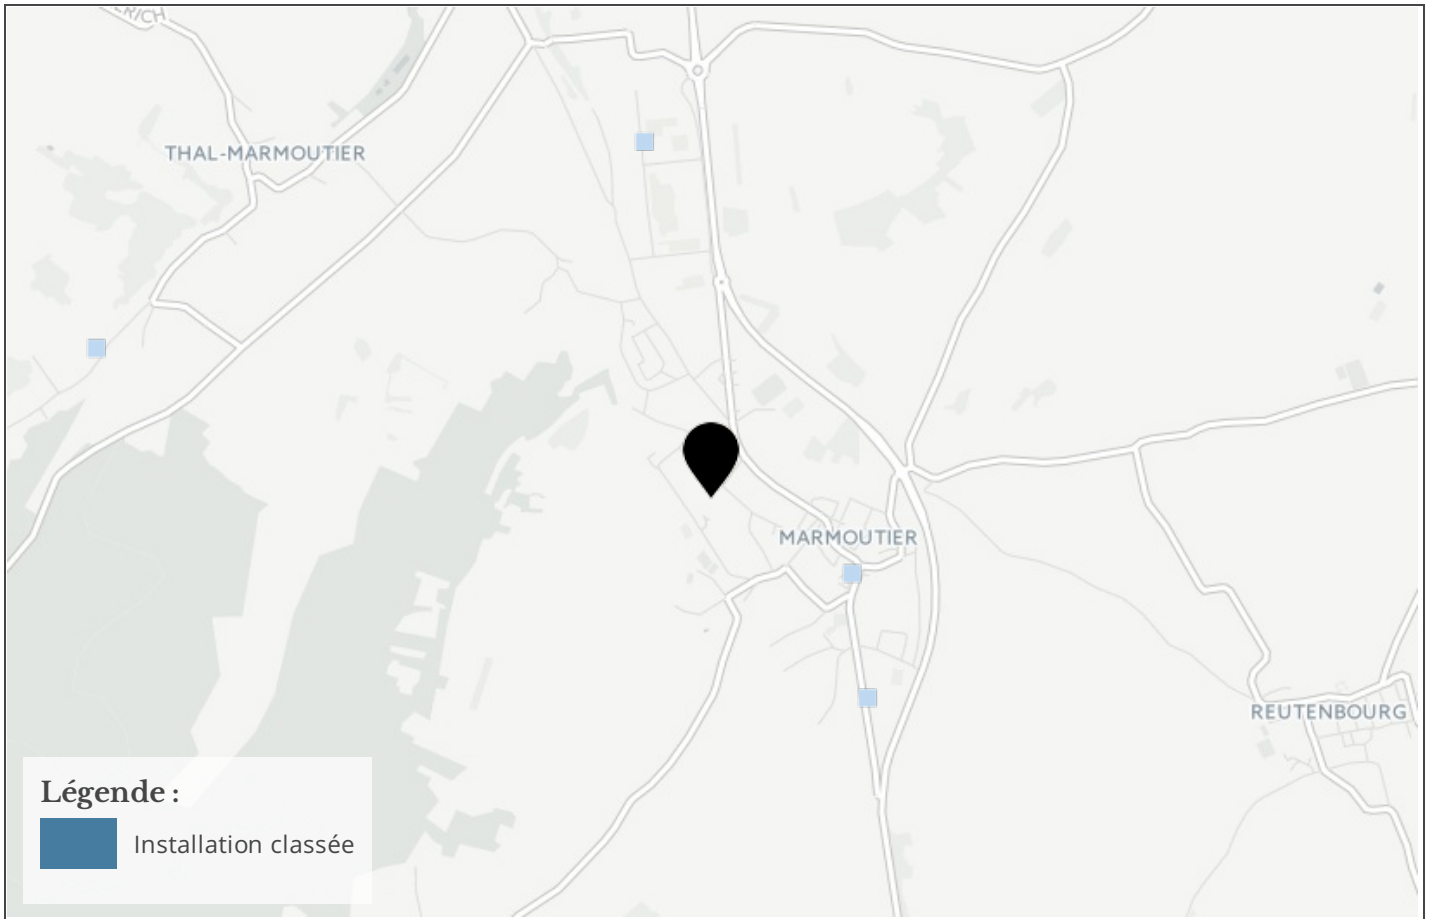 THAL-MARMOUTIER
MARMOUTIER
REUTENBOURG
Légende :
Installation classée